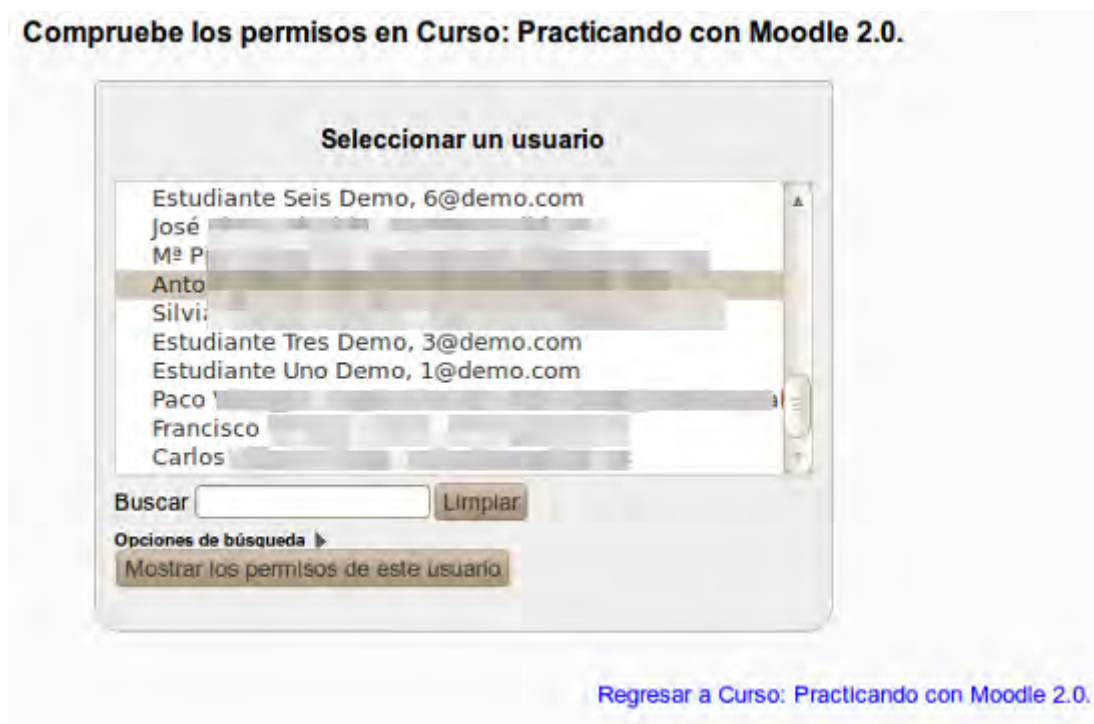 Compruebe los permisos en Curso: Practicando con Moodle 2.0.
Seleccionar un usuario
Estudiante Seis Demo, 6@demo.com
José
Mª P
Anto
Silvi
Estudiante Tres Demo, 3@demo.com
Estudiante Uno Demo, 1@demo.com
Paco
Francisco
Carlos
Buscar Limpiar
Opciones de búsqueda
Mostrar los permisos de este usuario
Regresar a Curso: Practicando con Moodle 2.0.